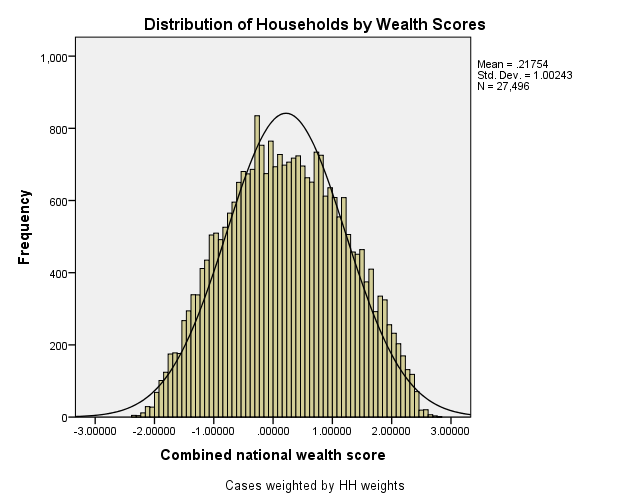 Distribution of Households by Wealth Scores
Mean = .21754
Std. Dev. = 1.00243
N = 27,496
1,000
800
600
400
200
0
Frequency
-3.00000 -2.00000 -1.00000 .00000 1.00000 2.00000 3.00000
Combined national wealth score
Cases weighted by HH weights